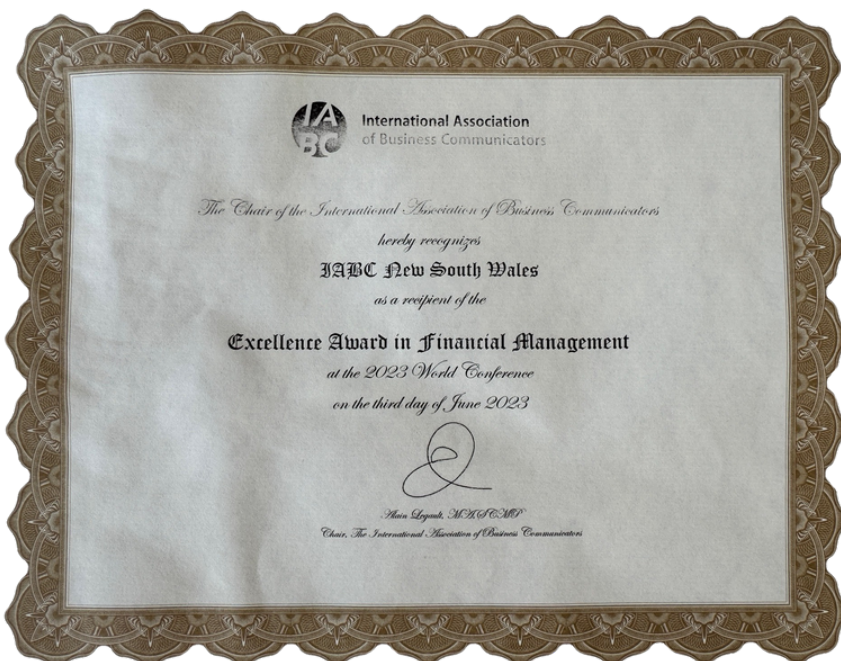 IA
BC
International Association
of Business Communicators
The Chair of the International Association of Business Communicators
hereby recognizes
IABC New South Wales
as a recipient of the
Excellence Award in Financial Management
at the 2023 World Conference
on the third day of June 2023
Alain Legault, M.A. SCMP
Chair, The International Association of Business Communicators